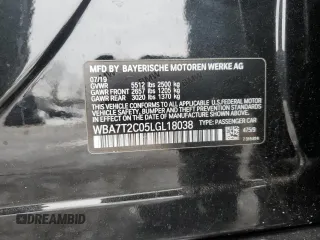 MFD BY BAYERISCHE MOTOREN WERKE AG
07/19
GVWR 5512 lbs 2500 kg
GAWR FRONT 2657 lbs 1205 kg
GAWR REAR 3020 lbs 1370 kg
THIS VEHICLE CONFORMS TO ALL APPLICABLE U.S. FEDERAL MOTOR
VEHICLE SAFETY, BUMPER AND THEFT PREVENTION STANDARDS IN
EFFECT ON THE DATE OF MANUFACTURE SHOWN ABOVE.
WBA7T2C05LGL18038
TYPE: PASSENGER CAR
475/9
DREAMBID